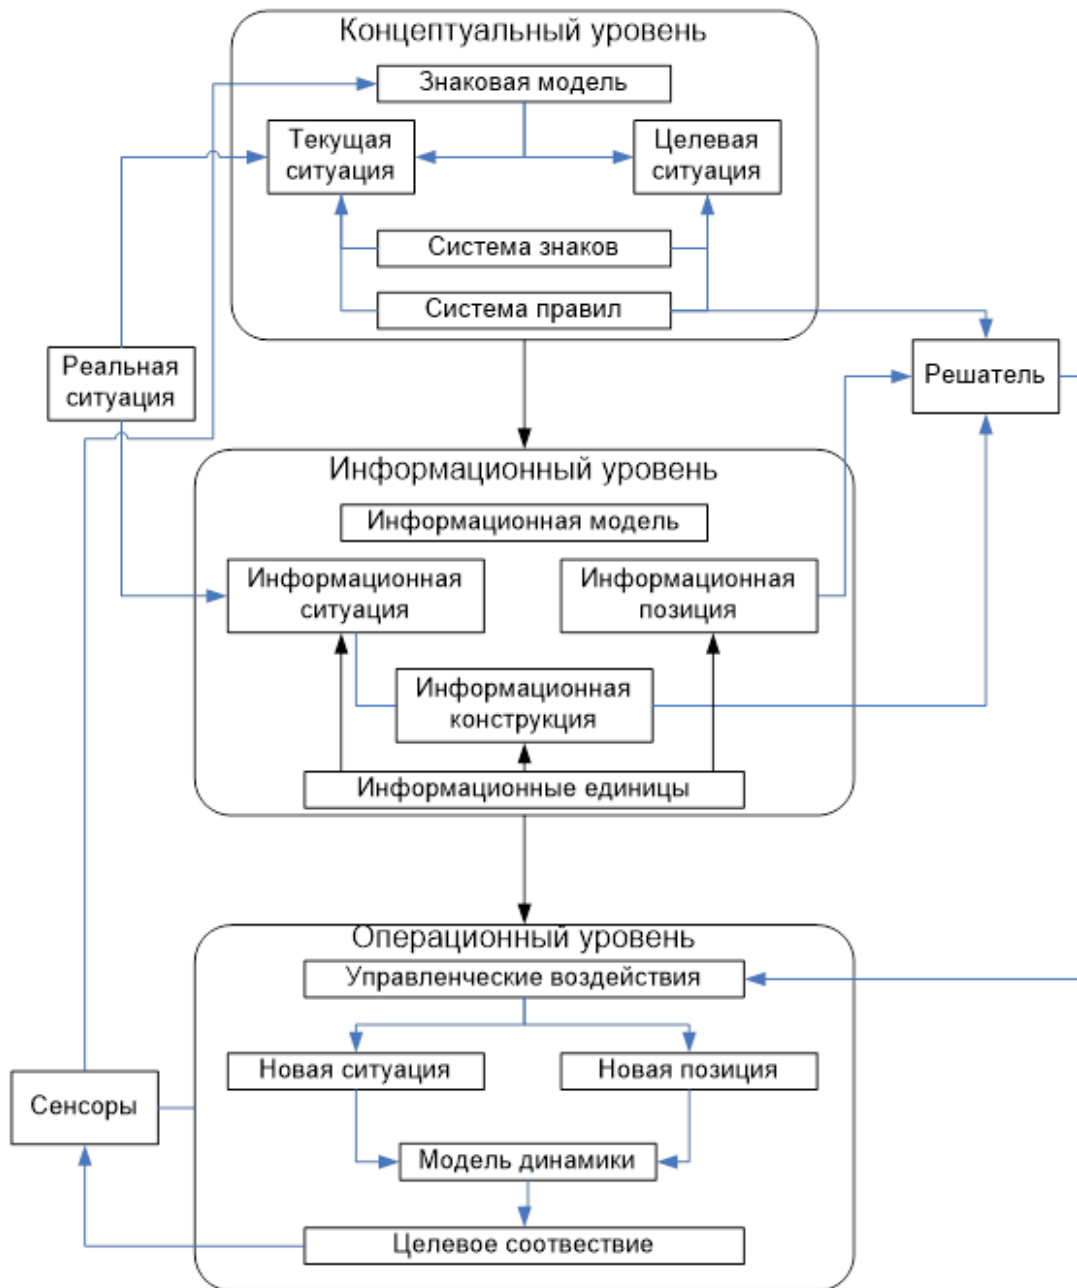 Концептуальный уровень
Знаковая модель
Текущая
ситуация
Целевая
ситуация
Система знаков
Система правил
Реальная
ситуация
Решатель
Информационный уровень
Информационная модель
Информационная
ситуация
Информационная
позиция
Информационная
конструкция
Информационные единицы
Операционный уровень
Управленческие воздействия
Новая ситуация
Новая позиция
Сенсоры
Модель динамики
Целевое соотвествие